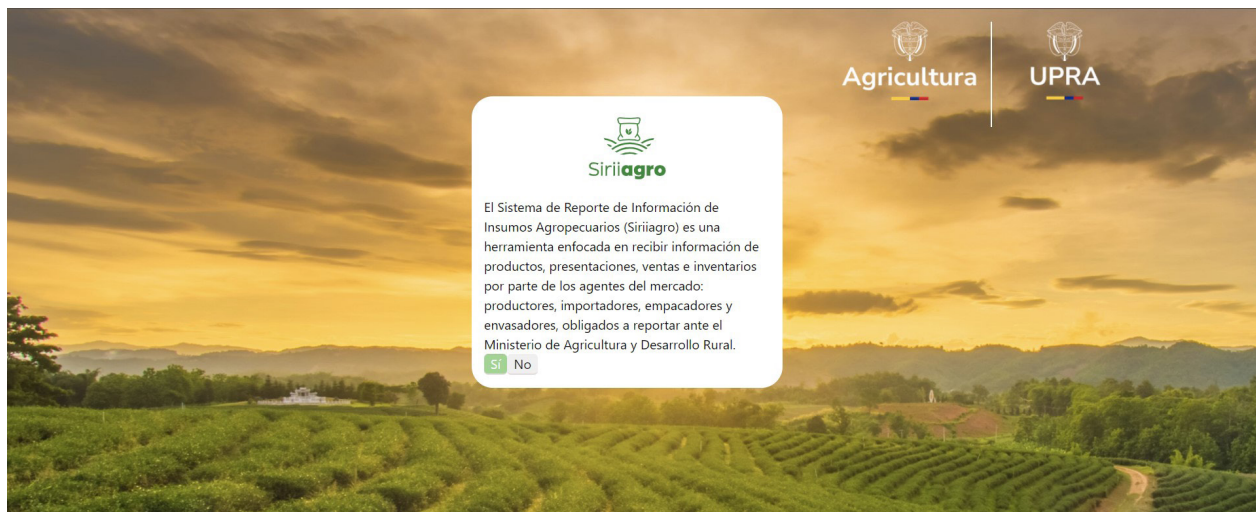 Agricultura
UPRA
Siriiagro
El Sistema de Reporte de Información de
Insumos Agropecuarios (Siriiagro) es una
herramienta enfocada en recibir información de
productos, presentaciones, ventas e inventarios
por parte de los agentes del mercado:
productores, importadores, empacadores y
envasadores, obligados a reportar ante el
Ministerio de Agricultura y Desarrollo Rural.
Sí No